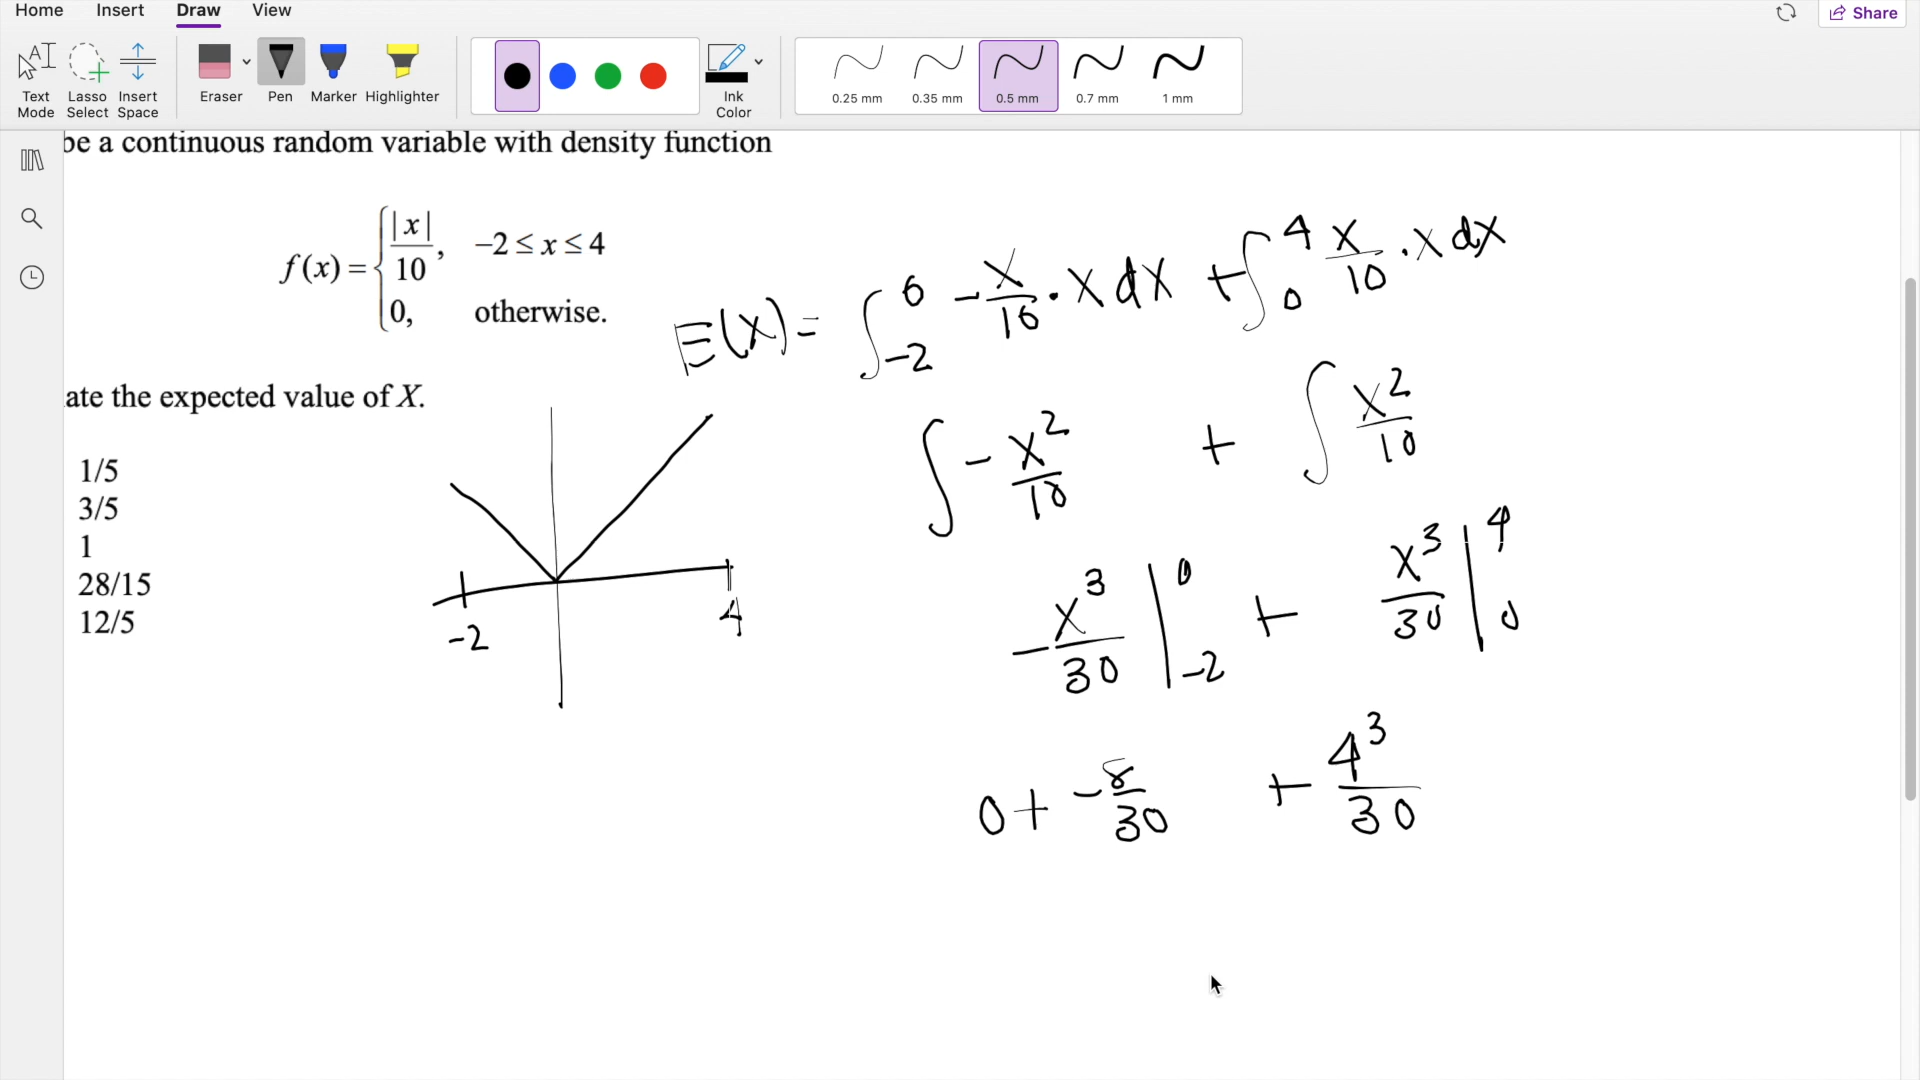 Home Insert Draw View
Share
Text Mode Lasso Select Insert Space Eraser Pen Marker Highlighter Ink Color 0.25 mm 0.35 mm 0.5 mm 0.7 mm 1 mm
be a continuous random variable with density function
f(x) = { |x|/10, −2 ≤ x ≤ 4
0, otherwise.
E(X) = ∫_{-2}^{0} -x/10 · x dx + ∫_{0}^{4} x/10 · x dx
ate the expected value of X.
∫ -x²/10 + ∫ x²/10
1/5
3/5
1
28/15
12/5
-2
4
-x³/30 |_{-2}^{0} + x³/30 |_{0}^{4}
0 + -8/30 + 4³/30